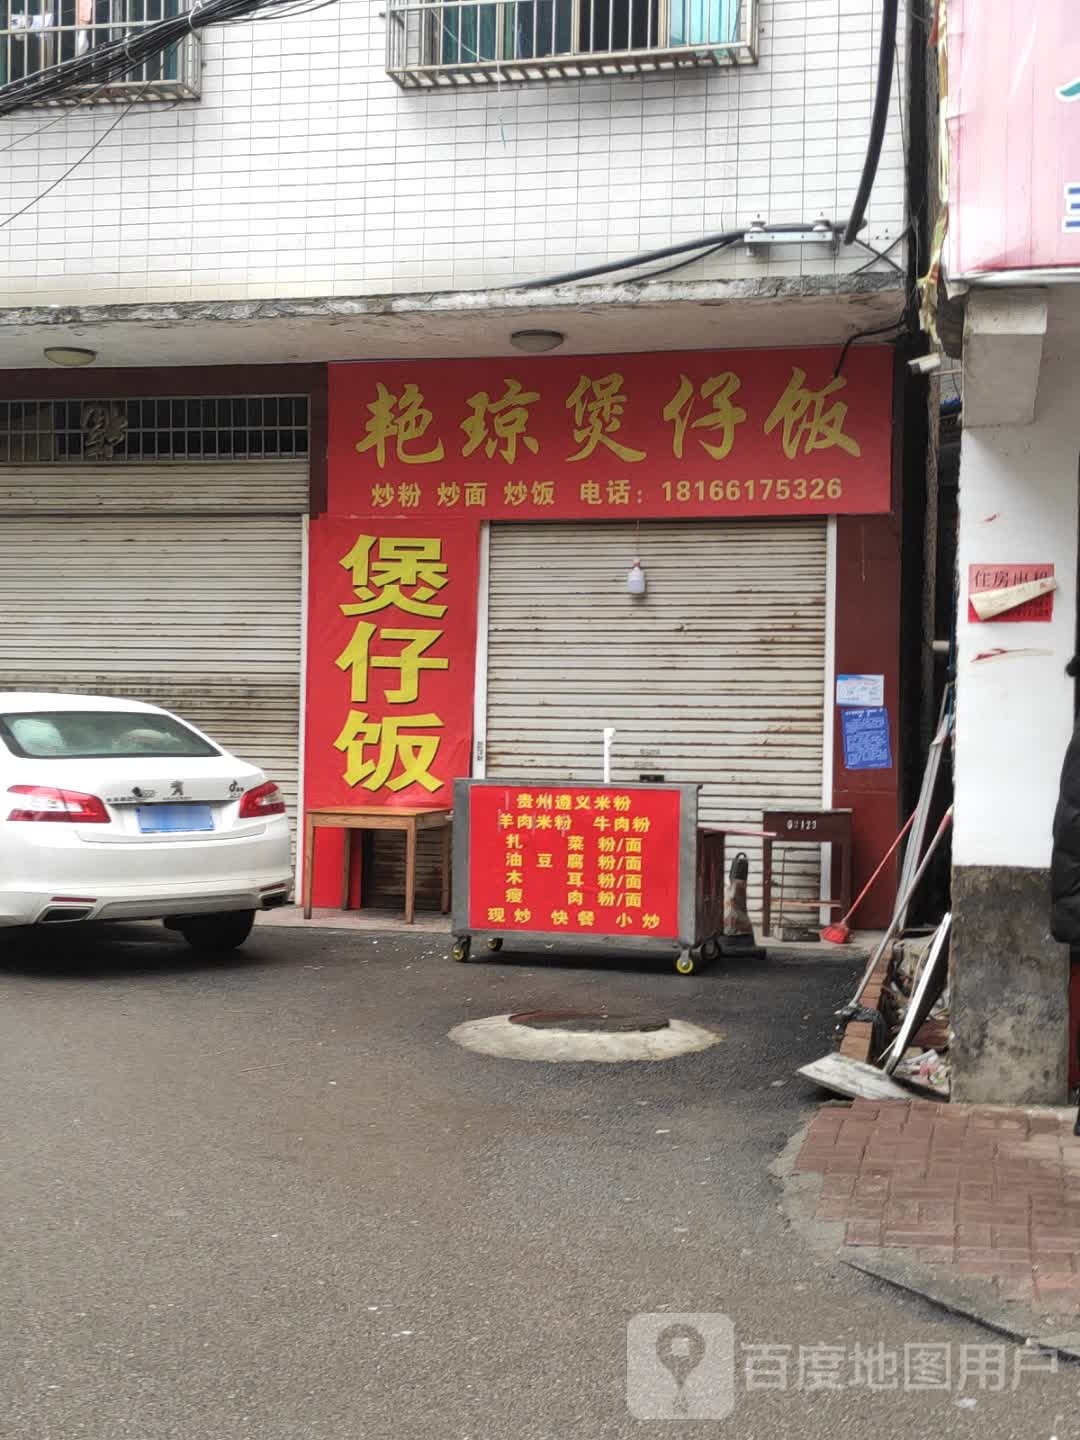 艳琼煲仔饭
炒粉 炒面 炒饭 电话：18166175326
煲仔饭
贵州遵义米粉
羊肉米粉 牛肉粉
扎菜粉/面
油豆腐粉/面
木耳粉/面
瘦肉粉/面
现炒 快餐 小炒
住房出租
百度地图用户